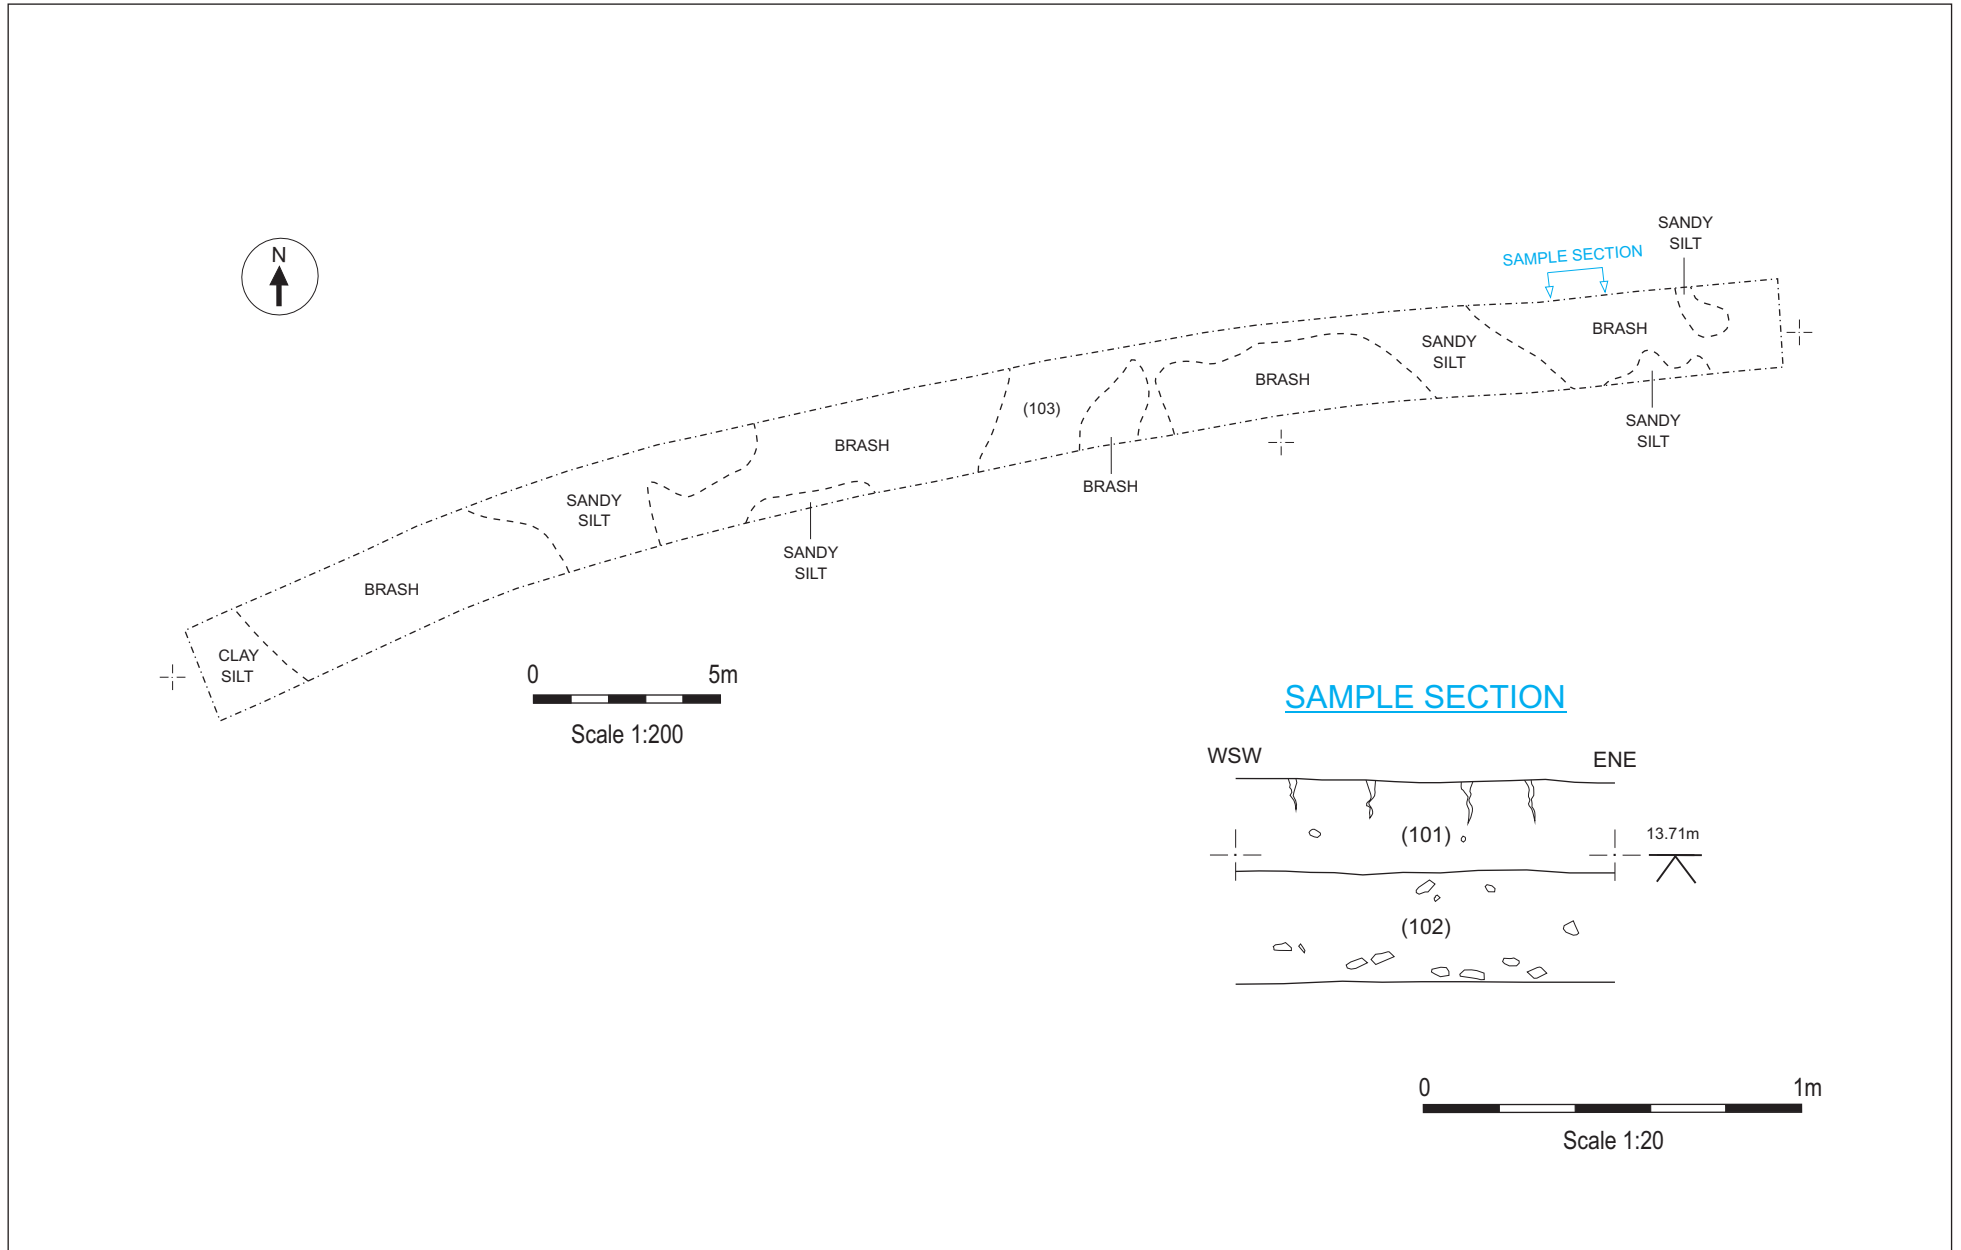 N
SANDY
SILT
SAMPLE SECTION
BRASH
SANDY
SILT
BRASH
(103)
SANDY
SILT
BRASH
BRASH
SANDY
SILT
SANDY
SILT
BRASH
CLAY
SILT
0 5m
Scale 1:200
SAMPLE SECTION
WSW ENE
(101)
13.71m
(102)
0 1m
Scale 1:20